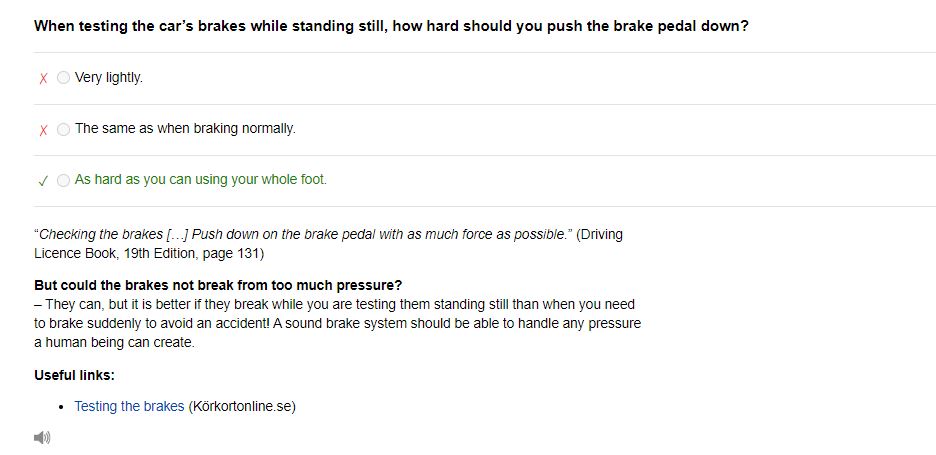 When testing the car's brakes while standing still, how hard should you push the brake pedal down?
✗ Very lightly.
✗ The same as when braking normally.
✓ As hard as you can using your whole foot.
“Checking the brakes […] Push down on the brake pedal with as much force as possible.” (Driving
Licence Book, 19th Edition, page 131)
But could the brakes not break from too much pressure?
– They can, but it is better if they break while you are testing them standing still than when you need
to brake suddenly to avoid an accident! A sound brake system should be able to handle any pressure
a human being can create.
Useful links:
• Testing the brakes (Körkortonline.se)